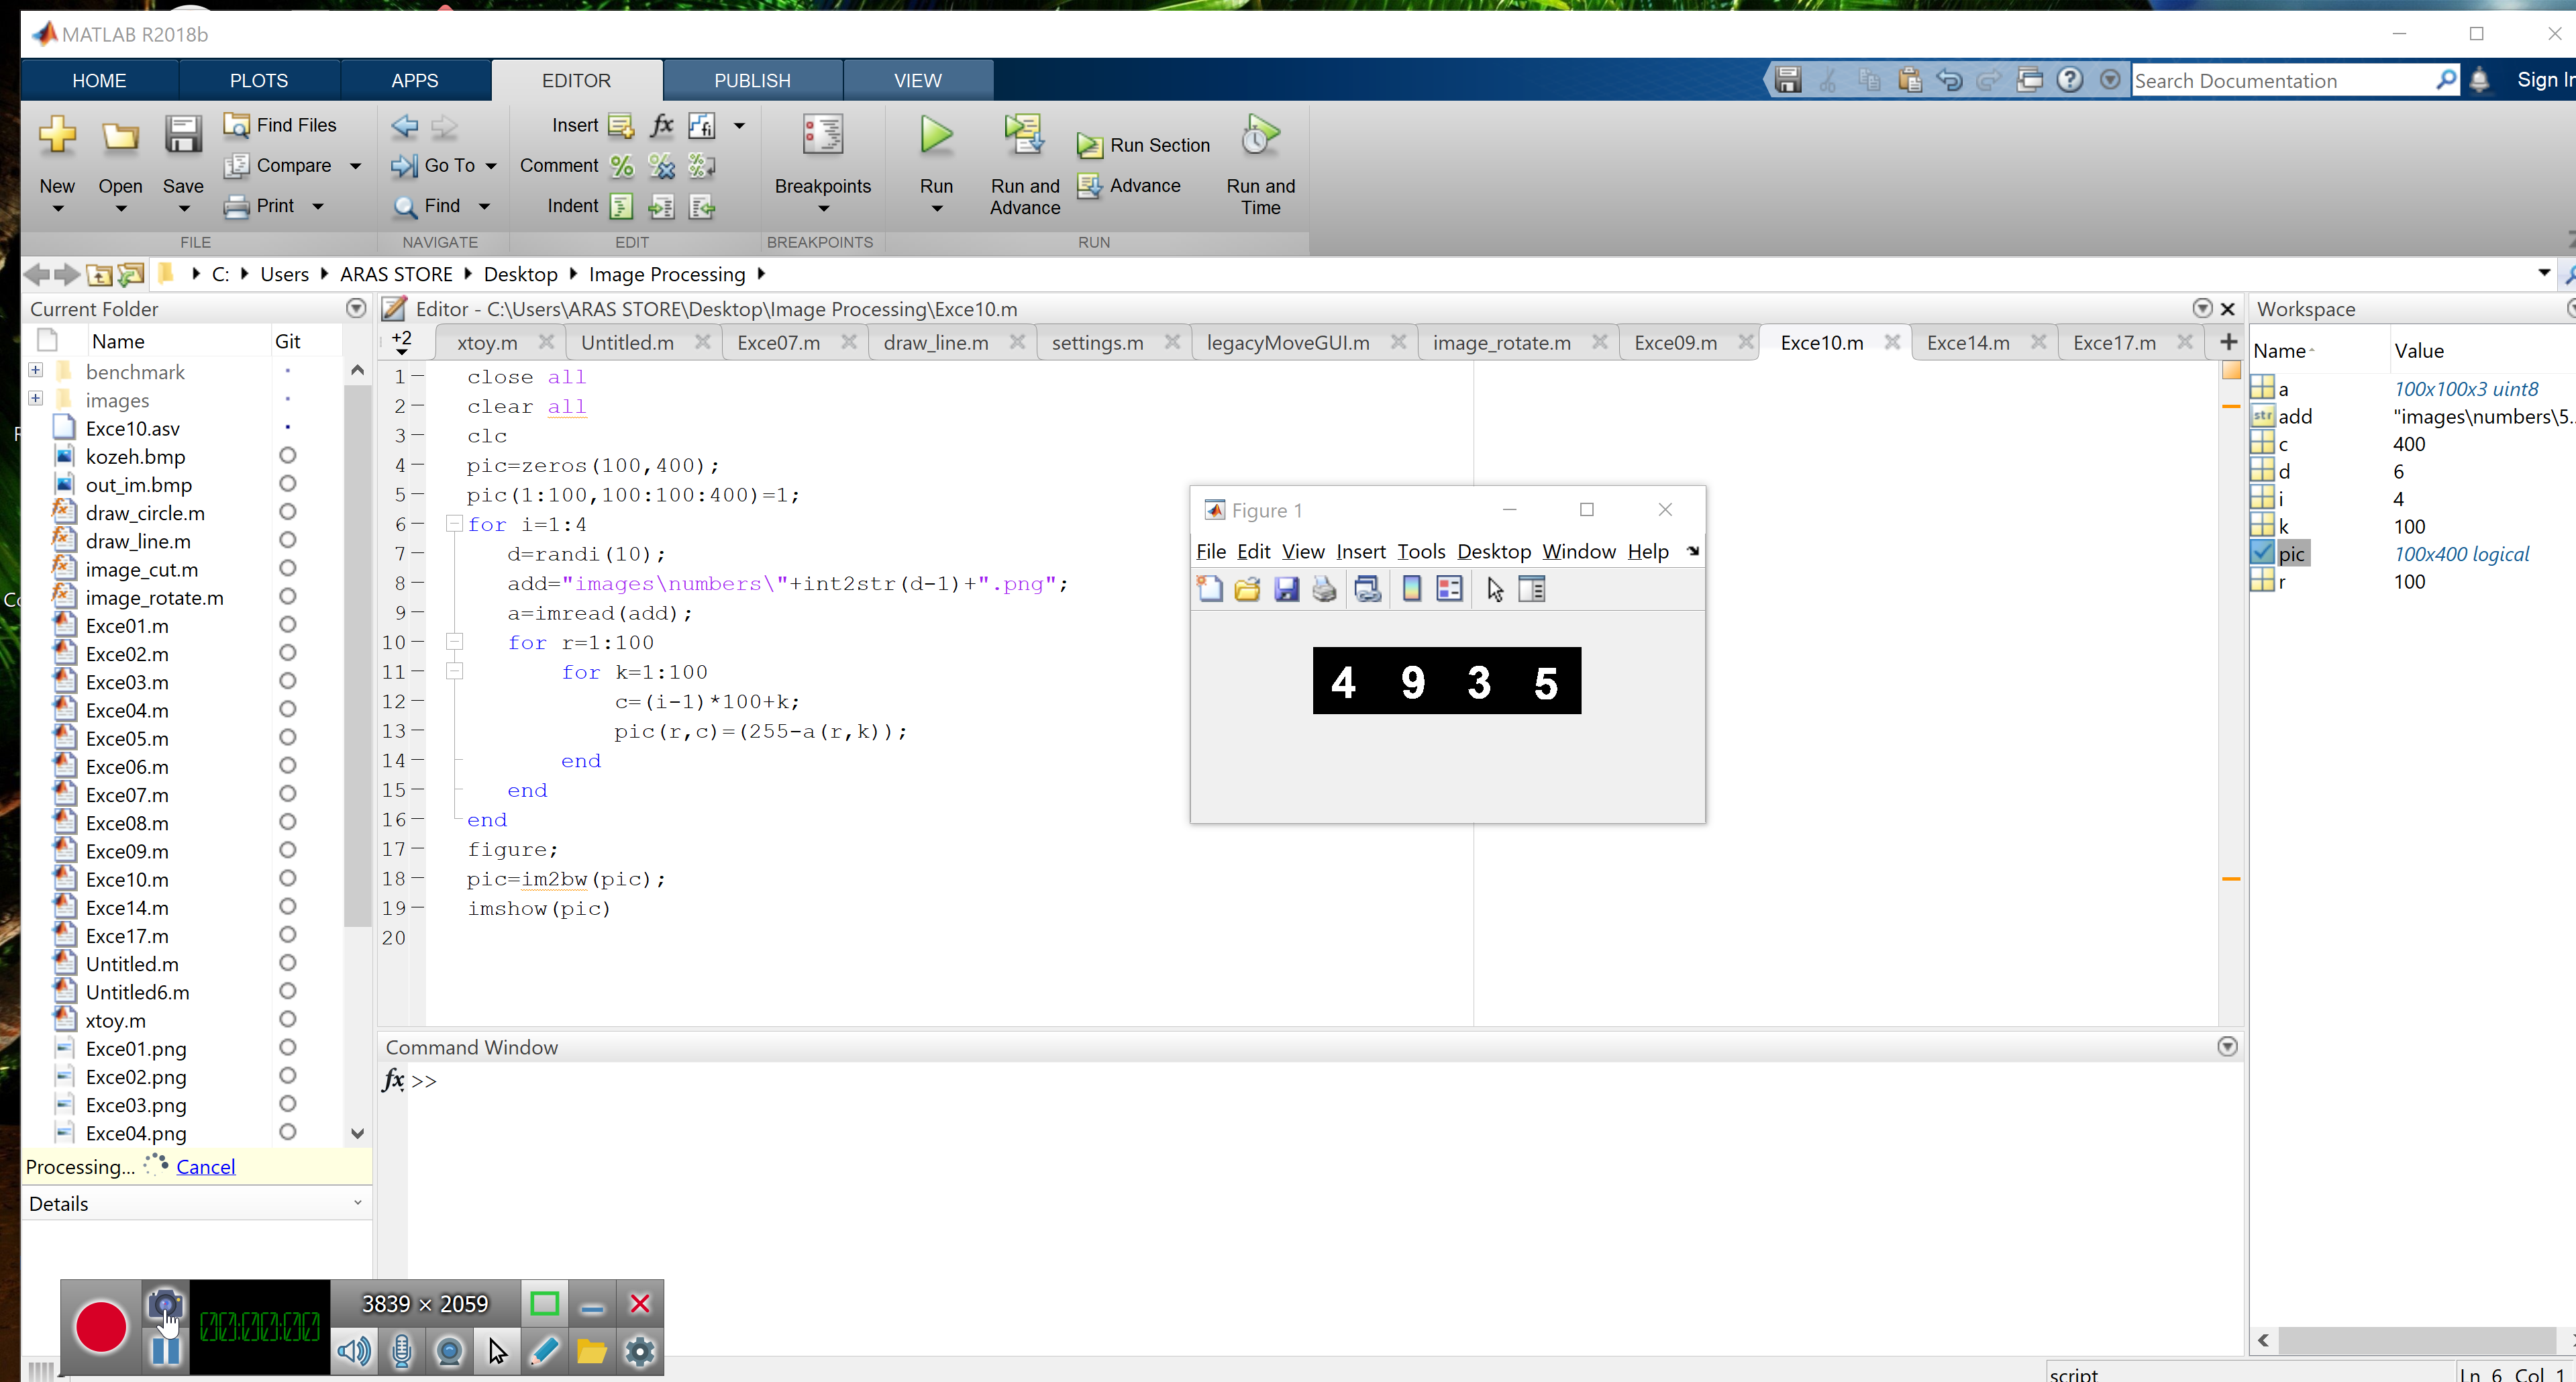 MATLAB R2018b
HOME PLOTS APPS EDITOR PUBLISH VIEW
Search Documentation
Sign In
New Open Save
Find Files
Compare
Print
Go To
Find
Insert
Comment
Indent
Breakpoints
Run
Run and Advance
Run Section
Advance
Run and Time
FILE NAVIGATE EDIT BREAKPOINTS RUN
C: Users ARAS STORE Desktop Image Processing
Current Folder
Name Git
benchmark
images
Exce10.asv
kozeh.bmp
out_im.bmp
draw_circle.m
draw_line.m
image_cut.m
image_rotate.m
Exce01.m
Exce02.m
Exce03.m
Exce04.m
Exce05.m
Exce06.m
Exce07.m
Exce08.m
Exce09.m
Exce10.m
Exce14.m
Exce17.m
Untitled.m
Untitled6.m
xtoy.m
Exce01.png
Exce02.png
Exce03.png
Exce04.png
Processing... Cancel
Details
Editor - C:\Users\ARAS STORE\Desktop\Image Processing\Exce10.m
+2 xtoy.m Untitled.m Exce07.m draw_line.m settings.m legacyMoveGUI.m image_rotate.m Exce09.m Exce10.m Exce14.m Exce17.m
1 close all
2 clear all
3 clc
4 pic=zeros(100,400);
5 pic(1:100,100:100:400)=1;
6 for i=1:4
7 d=randi(10);
8 add="images\numbers\"+int2str(d-1)+".png";
9 a=imread(add);
10 for r=1:100
11 for k=1:100
12 c=(i-1)*100+k;
13 pic(r,c)=(255-a(r,k));
14 end
15 end
16 end
17 figure;
18 pic=im2bw(pic);
19 imshow(pic)
20
Figure 1
File Edit View Insert Tools Desktop Window Help
4 9 3 5
Command Window
fx >>
Workspace
Name Value
a 100x100x3 uint8
add "images\numbers\5...
c 400
d 6
i 4
k 100
pic 100x400 logical
r 100
3839 × 2059
00:00:00
script
Ln 6 Col 1